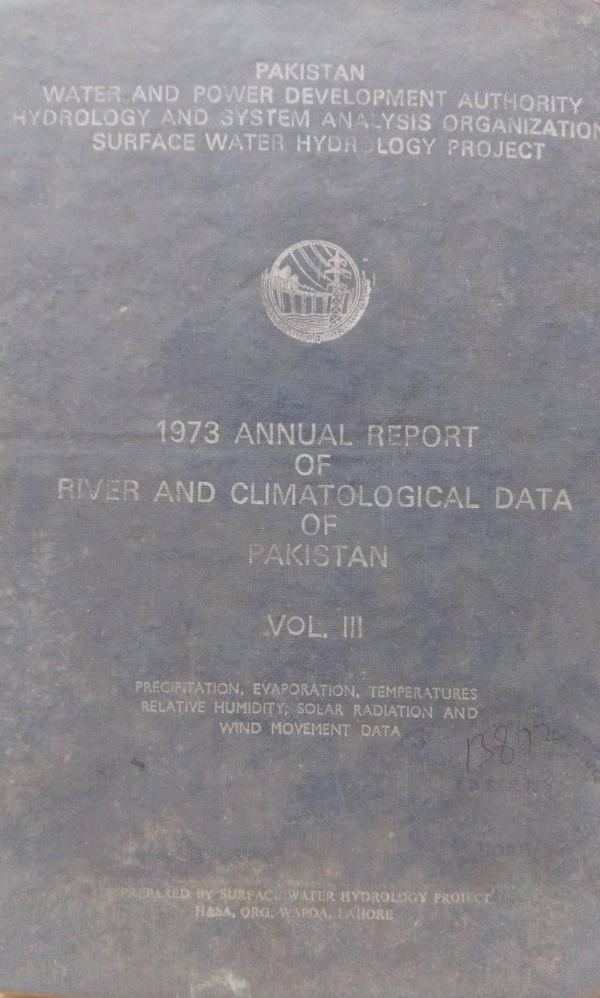 PAKISTAN
WATER AND POWER DEVELOPMENT AUTHORITY
HYDROLOGY AND SYSTEM ANALYSIS ORGANIZATION
SURFACE WATER HYDROLOGY PROJECT
1973 ANNUAL REPORT
OF
RIVER AND CLIMATOLOGICAL DATA
OF
PAKISTAN
VOL. III
PRECIPITATION, EVAPORATION, TEMPERATURES
RELATIVE HUMIDITY, SOLAR RADIATION AND
WIND MOVEMENT DATA
PREPARED BY SURFACE WATER HYDROLOGY PROJECT
H&SA, ORG. WAPDA, LAHORE